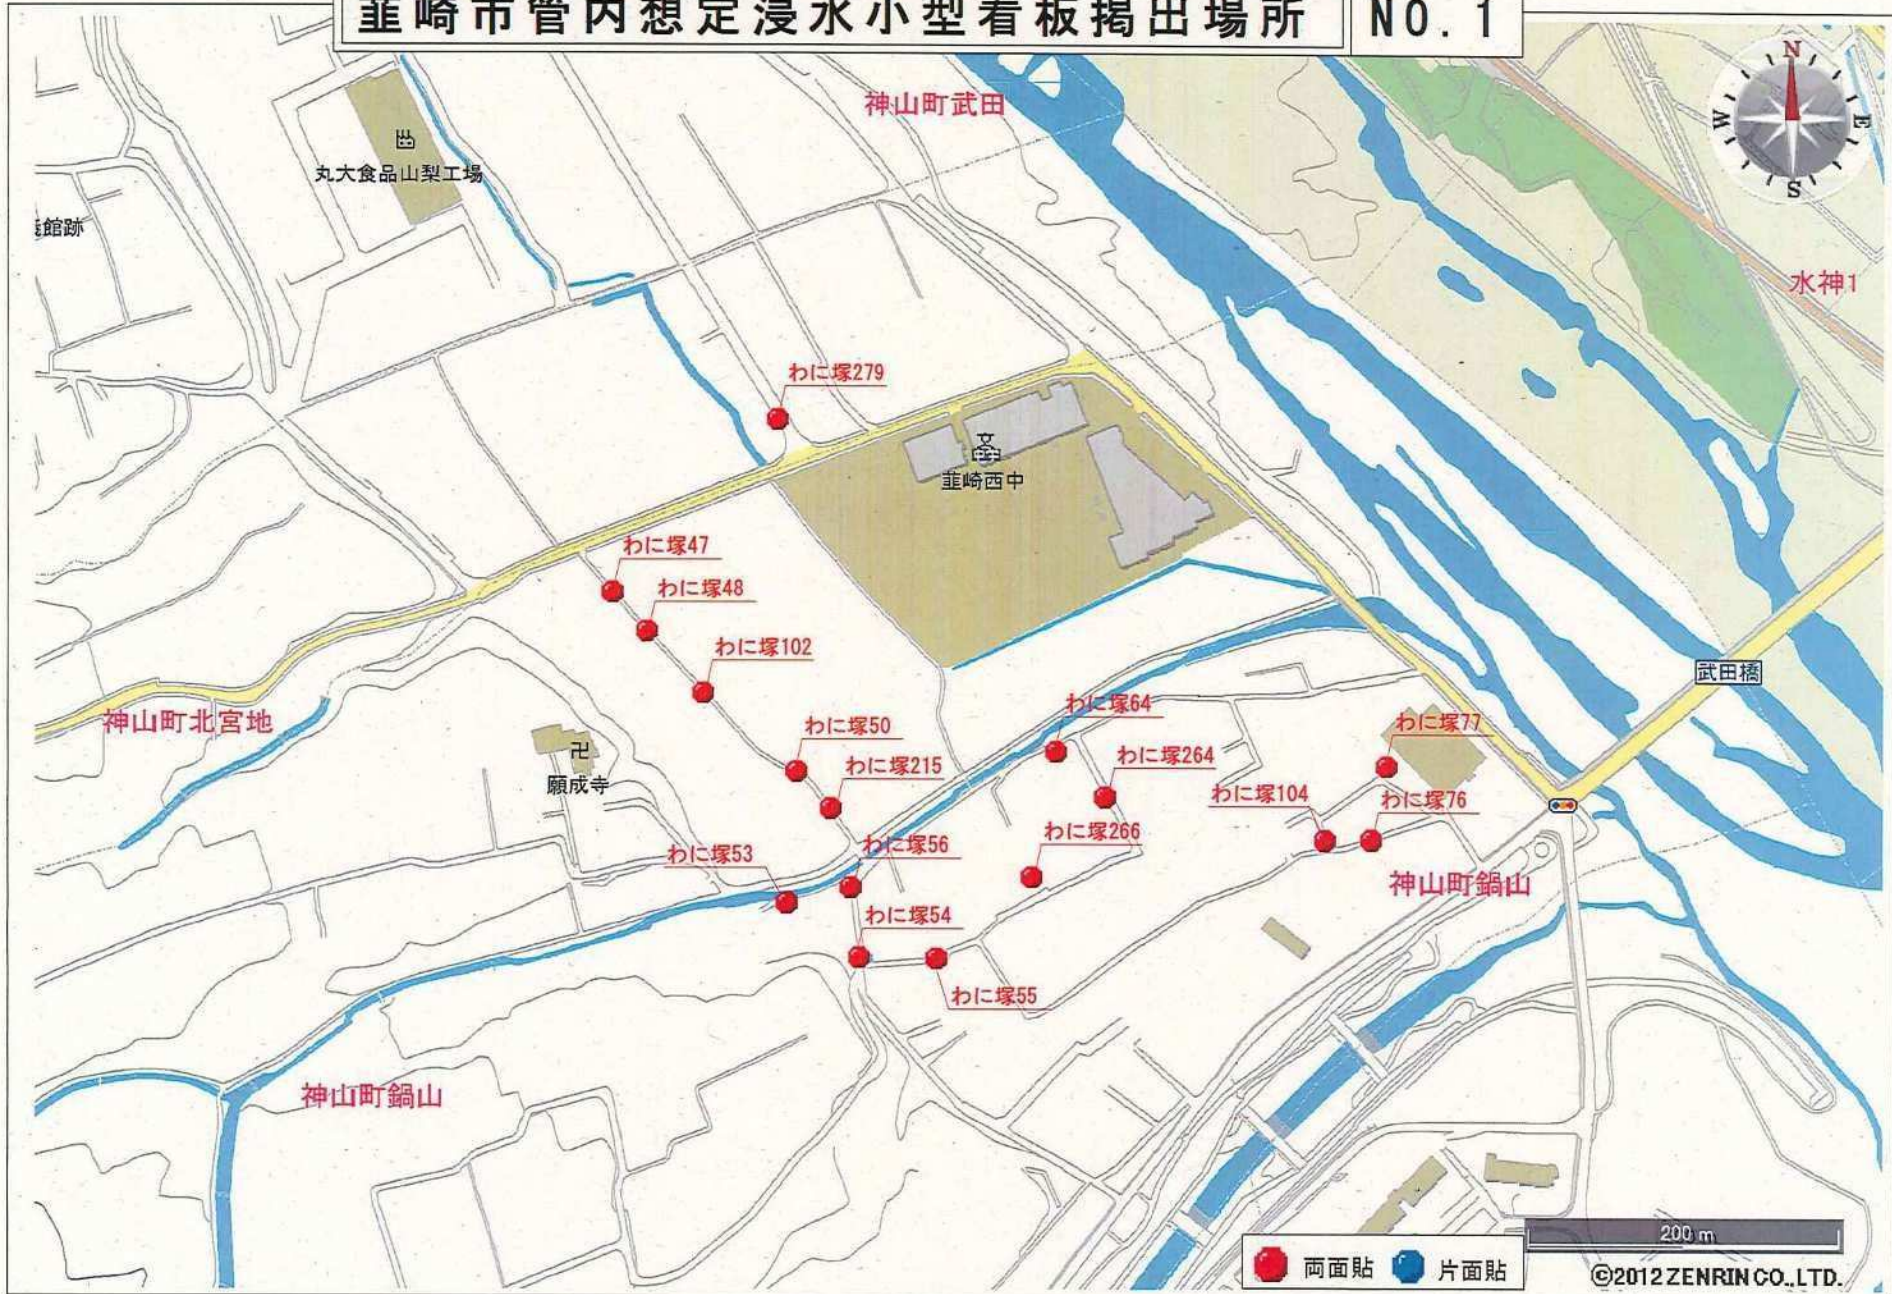 韮崎市管内想定浸水小型看板掲出場所
NO.1
神山町武田
N
W
E
S
丸大食品山梨工場
館跡
水神1
わに塚279
文
韮崎西中
わに塚47
わに塚48
わに塚102
武田橋
神山町北宮地
わに塚64
わに塚77
わに塚50
卍
願成寺
わに塚215
わに塚264
わに塚104
わに塚76
わに塚56
わに塚266
わに塚53
神山町鍋山
わに塚54
わに塚55
神山町鍋山
200 m
両面貼
片面貼
©2012 ZENRIN CO.,LTD.